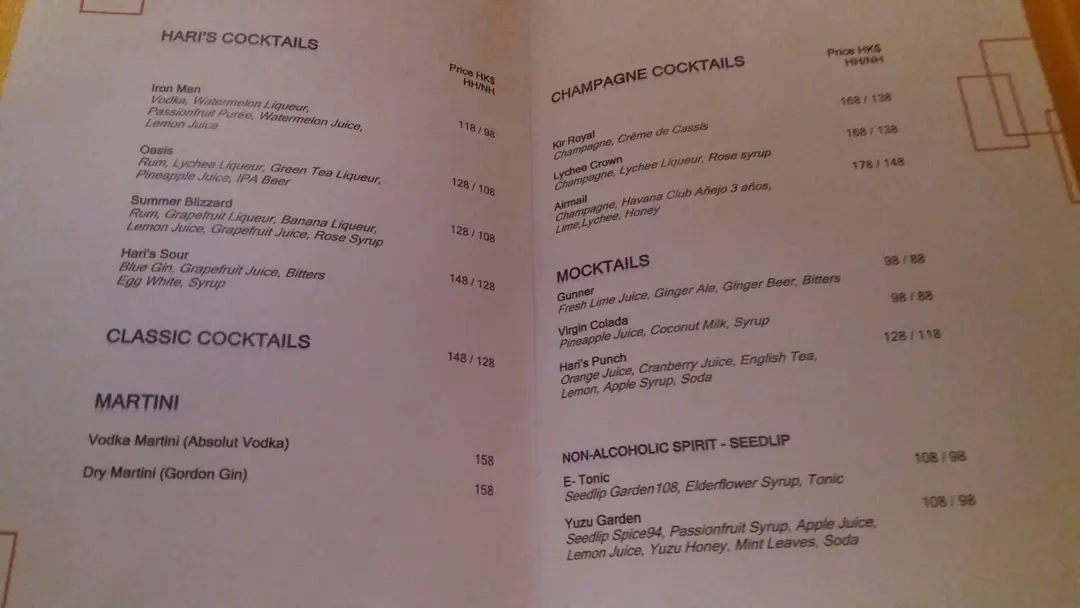 HARI'S COCKTAILS
Price HK$
HH/NH
Iron Man
Vodka, Watermelon Liqueur,
Passionfruit Purée, Watermelon Juice,
Lemon Juice
118 / 98
Oasis
Rum, Lychee Liqueur, Green Tea Liqueur,
Pineapple Juice, IPA Beer
128 / 108
Summer Blizzard
Rum, Grapefruit Liqueur, Banana Liqueur,
Lemon Juice, Grapefruit Juice, Rose Syrup
128 / 108
Hari's Sour
Blue Gin, Grapefruit Juice, Bitters
Egg White, Syrup
148 / 128
CLASSIC COCKTAILS
148 / 128
MARTINI
Vodka Martini (Absolut Vodka)
158
Dry Martini (Gordon Gin)
158
CHAMPAGNE COCKTAILS
Price HK$
HH/NH
168 / 138
Kir Royal
Champagne, Crème de Cassis
168 / 138
Lychee Crown
Champagne, Lychee Liqueur, Rose syrup
178 / 148
Airmail
Champagne, Havana Club Añejo 3 años,
Lime,Lychee, Honey
MOCKTAILS
98 / 88
Gunner
Fresh Lime Juice, Ginger Ale, Ginger Beer, Bitters
98 / 88
Virgin Colada
Pineapple Juice, Coconut Milk, Syrup
128 / 118
Hari's Punch
Orange Juice, Cranberry Juice, English Tea,
Lemon, Apple Syrup, Soda
NON-ALCOHOLIC SPIRIT - SEEDLIP
108 / 98
E- Tonic
Seedlip Garden108, Elderflower Syrup, Tonic
108 / 98
Yuzu Garden
Seedlip Spice94, Passionfruit Syrup, Apple Juice,
Lemon Juice, Yuzu Honey, Mint Leaves, Soda